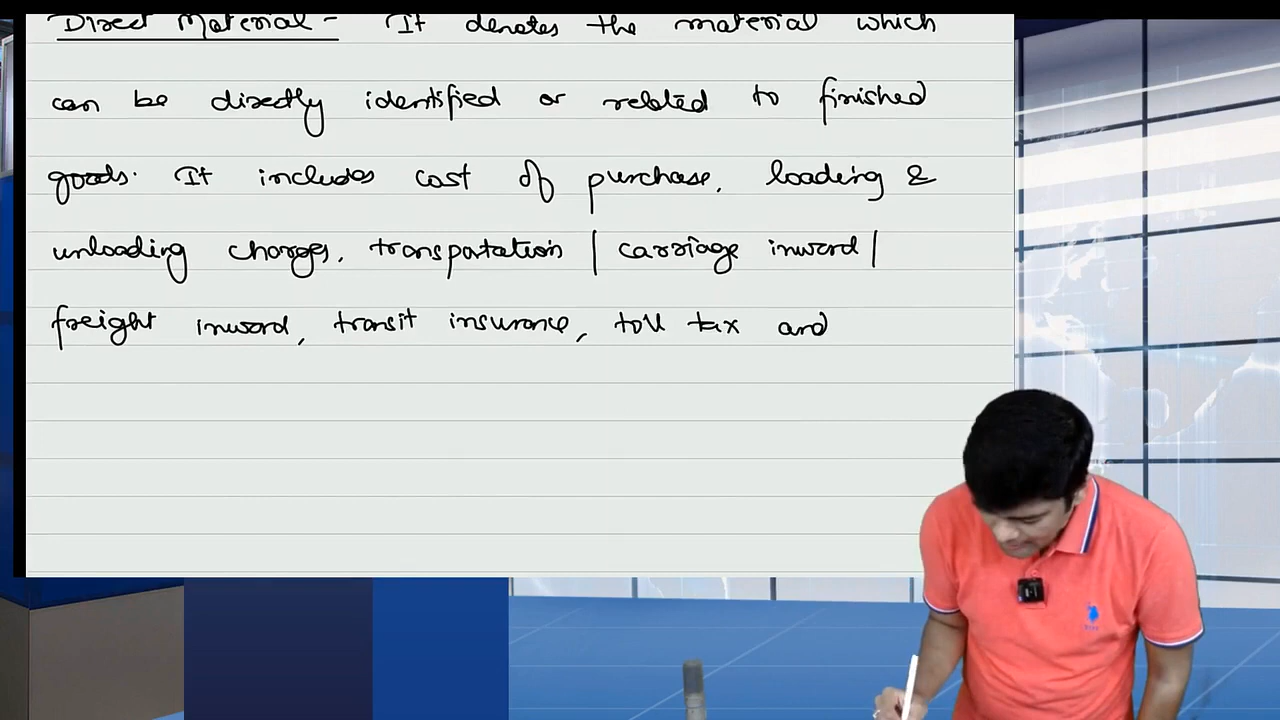 Direct Material - It denotes the material which
can be directly identified or related to finished
goods. It includes cost of purchase, loading &
unloading charges, transportation | carriage inward |
freight inward, transit insurance, toll tax and